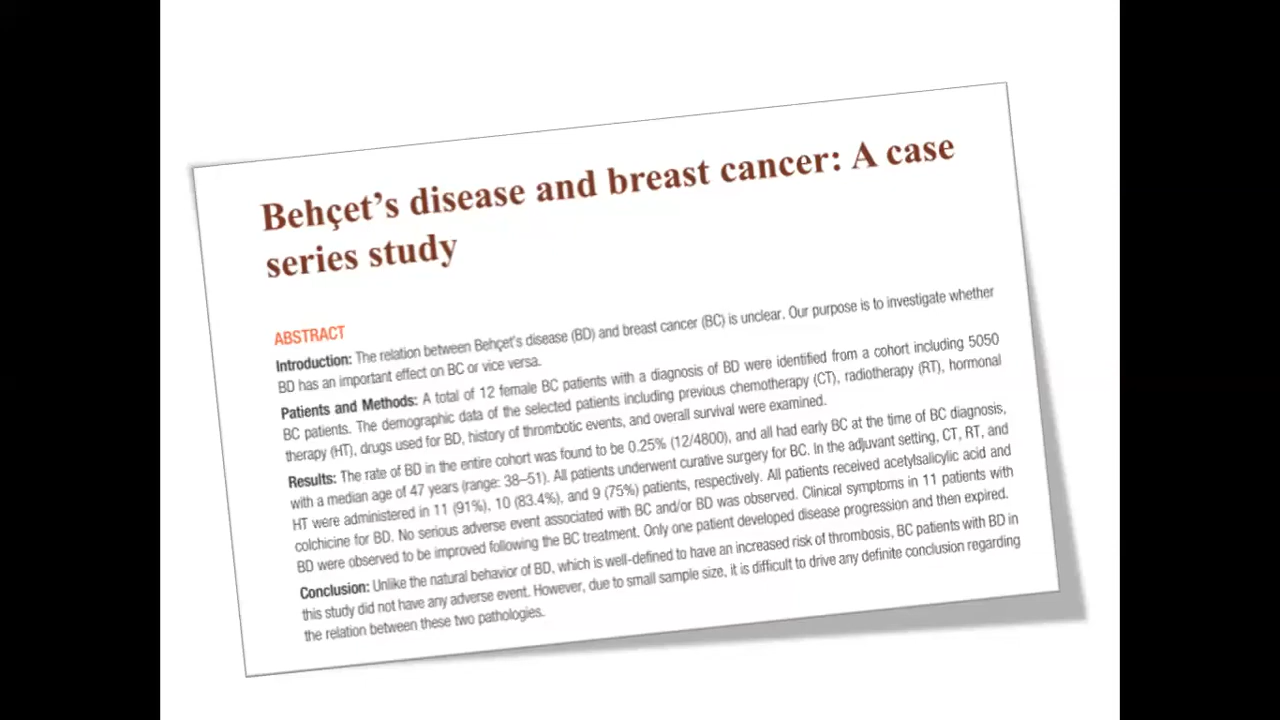 Behçet's disease and breast cancer: A case
series study
ABSTRACT
Introduction: The relation between Behçet's disease (BD) and breast cancer (BC) is unclear. Our purpose is to investigate whether
BD has an important effect on BC or vice versa.
Patients and Methods: A total of 12 female BC patients with a diagnosis of BD were identified from a cohort including 5050
BC patients. The demographic data of the selected patients including previous chemotherapy (CT), radiotherapy (RT), hormonal
therapy (HT), drugs used for BD, history of thrombotic events, and overall survival were examined.
Results: The rate of BD in the entire cohort was found to be 0.25% (12/4800), and all had early BC at the time of BC diagnosis,
with a median age of 47 years (range: 38–51). All patients underwent curative surgery for BC. In the adjuvant setting, CT, RT, and
HT were administered in 11 (91%), 10 (83.4%), and 9 (75%) patients, respectively. All patients received acetylsalicylic acid and
colchicine for BD. No serious adverse event associated with BC and/or BD was observed. Clinical symptoms in 11 patients with
BD were observed to be improved following the BC treatment. Only one patient developed disease progression and then expired.
Conclusion: Unlike the natural behavior of BD, which is well-defined to have an increased risk of thrombosis, BC patients with BD in
this study did not have any adverse event. However, due to small sample size, it is difficult to drive any definite conclusion regarding
the relation between these two pathologies.